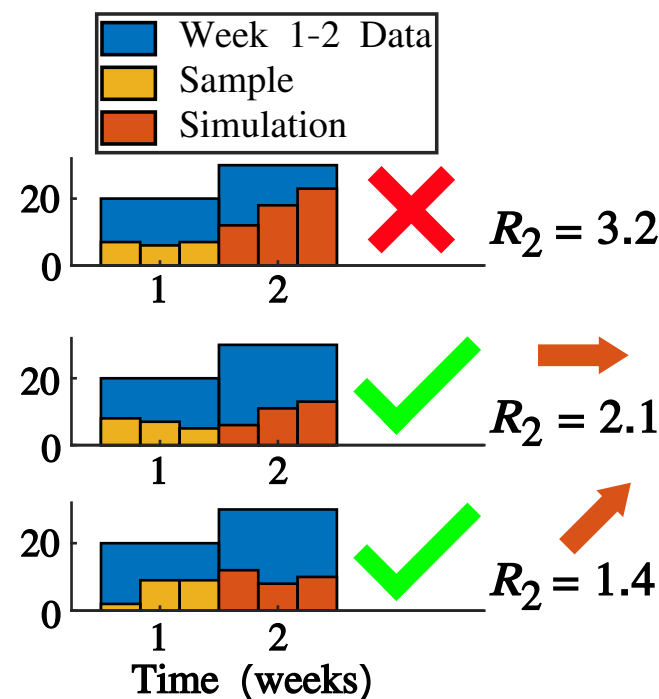 Week 1-2 Data
Sample
Simulation
20
0
1 2
R2 = 3.2
20
0
1 2
R2 = 2.1
20
0
1 2
R2 = 1.4
Time (weeks)